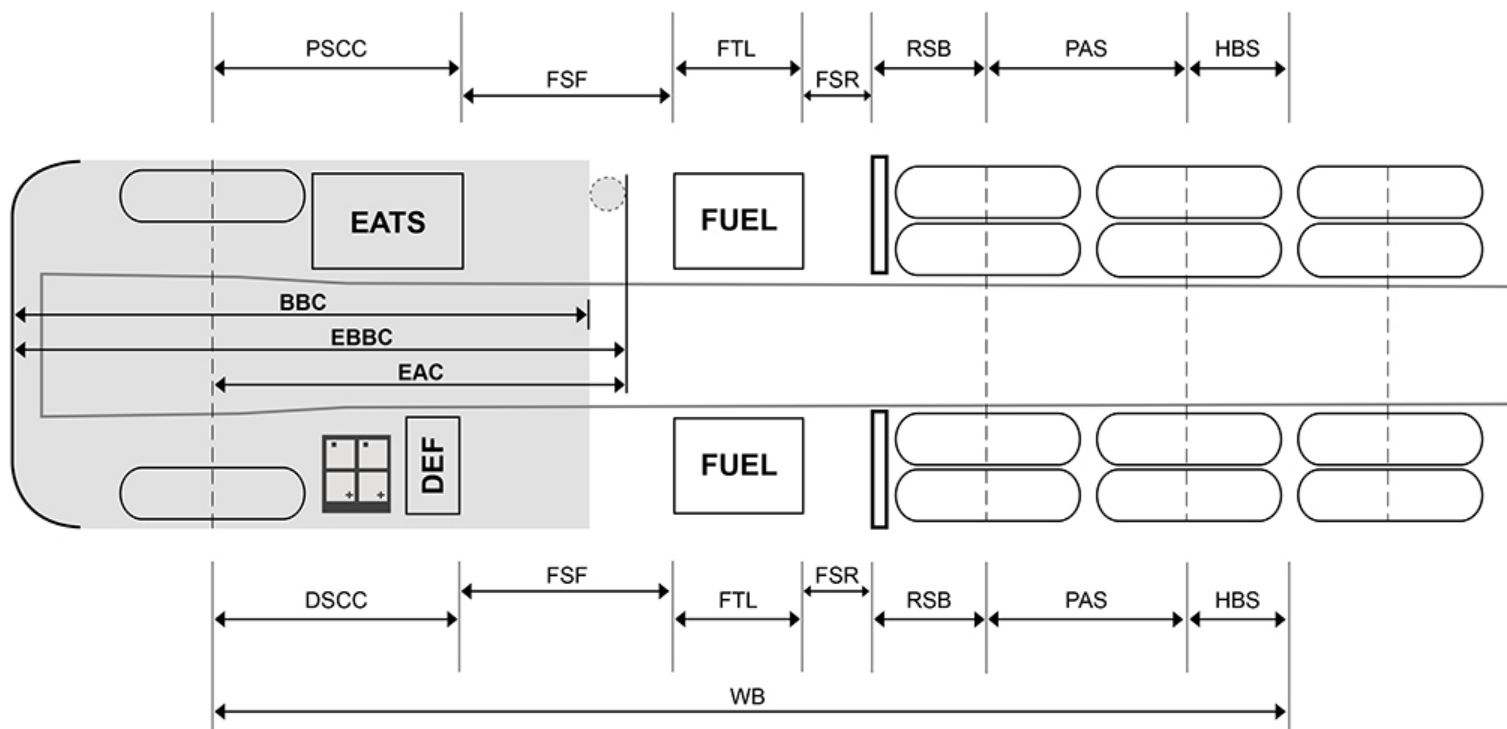 PSCC
FTL
RSB
PAS
HBS
FSF
FSR
EATS
FUEL
BBC
EBBC
EAC
DEF
FUEL
FSF
FSR
DSCC
FTL
RSB
PAS
HBS
WB